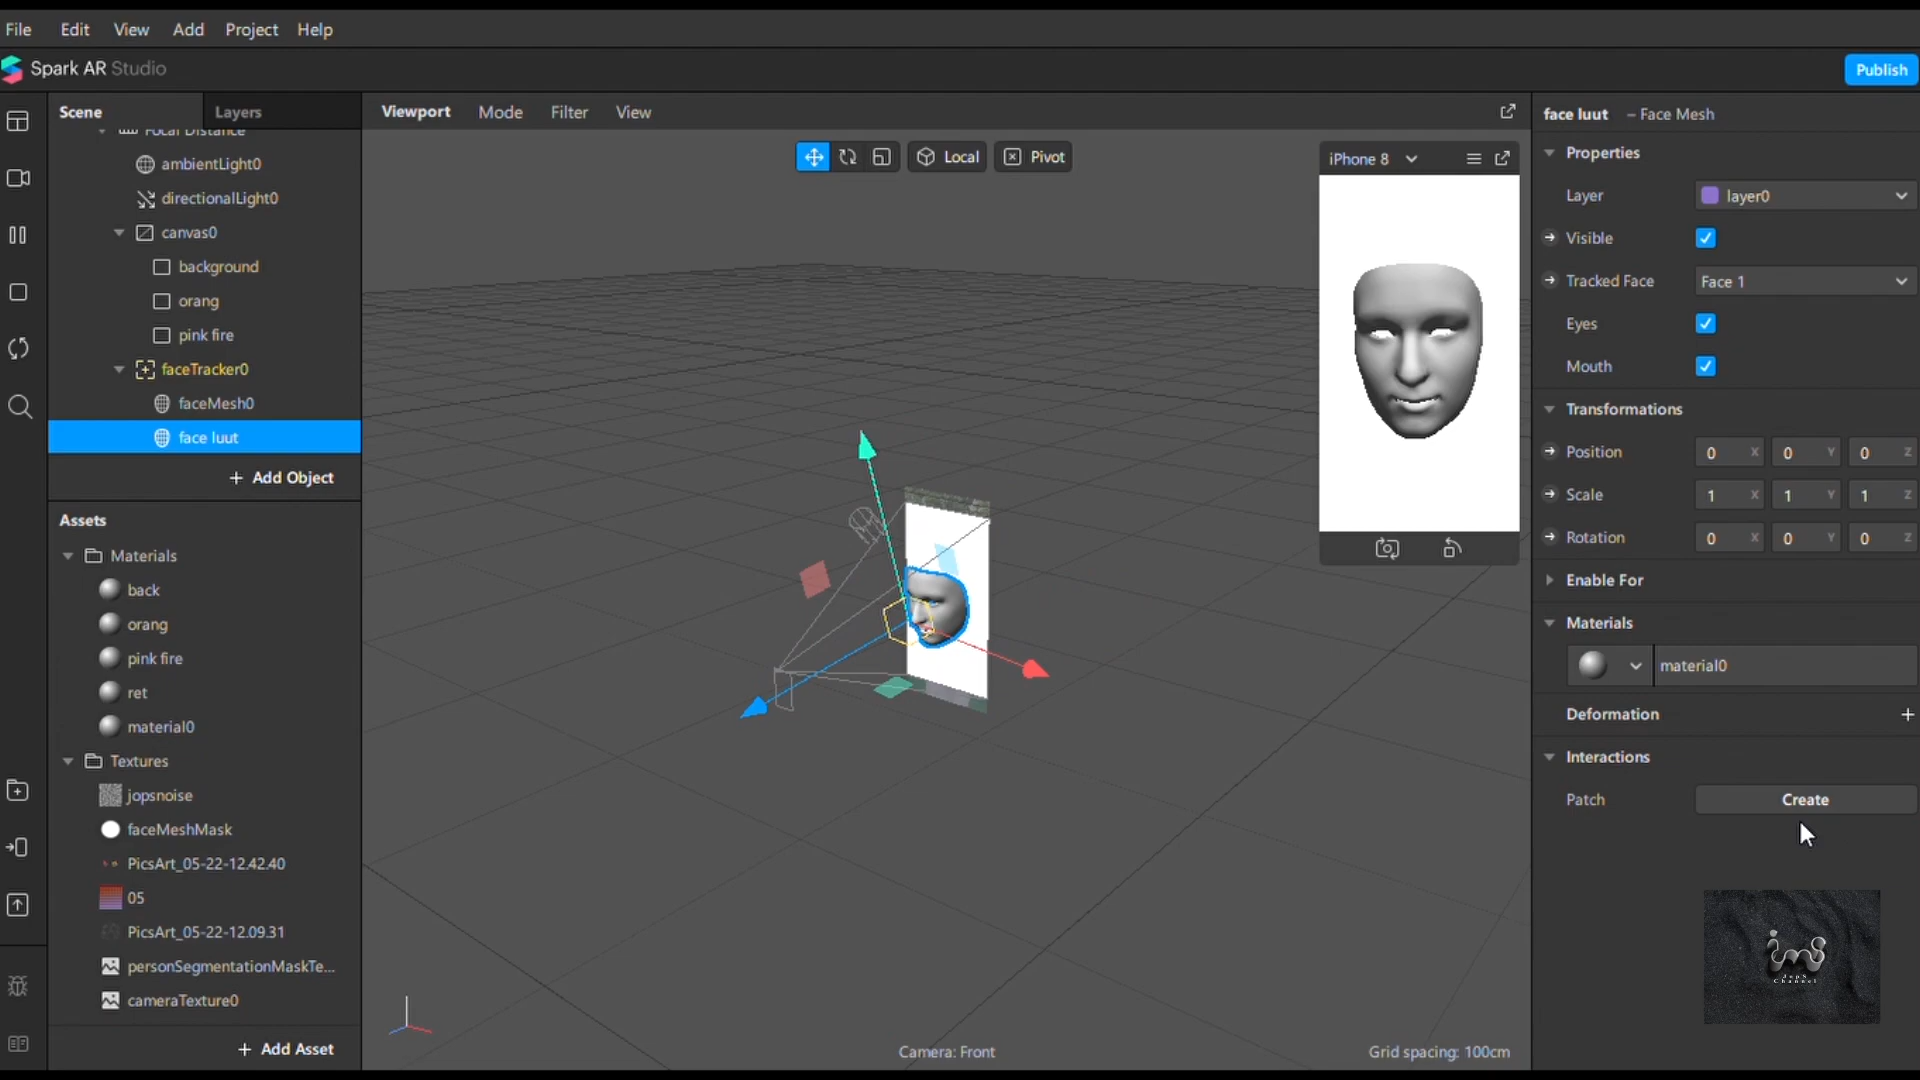 File Edit View Add Project Help
Spark AR Studio
Publish
Scene Layers
Focal Distance
ambientLight0
directionalLight0
canvas0
background
orang
pink fire
faceTracker0
faceMesh0
face luut
+ Add Object
Assets
Materials
back
orang
pink fire
ret
material0
Textures
jopsnoise
faceMeshMask
PicsArt_05-22-12.42.40
05
PicsArt_05-22-12.09.31
personSegmentationMaskTe...
cameraTexture0
+ Add Asset
Viewport Mode Filter View
Local Pivot
iPhone 8
Camera: Front
Grid spacing: 100cm
face luut – Face Mesh
Properties
Layer layer0
Visible
Tracked Face Face 1
Eyes
Mouth
Transformations
Position 0 X 0 Y 0 Z
Scale 1 X 1 Y 1 Z
Rotation 0 X 0 Y 0 Z
Enable For
Materials
material0
Deformation +
Interactions
Patch Create
JopS
Channel